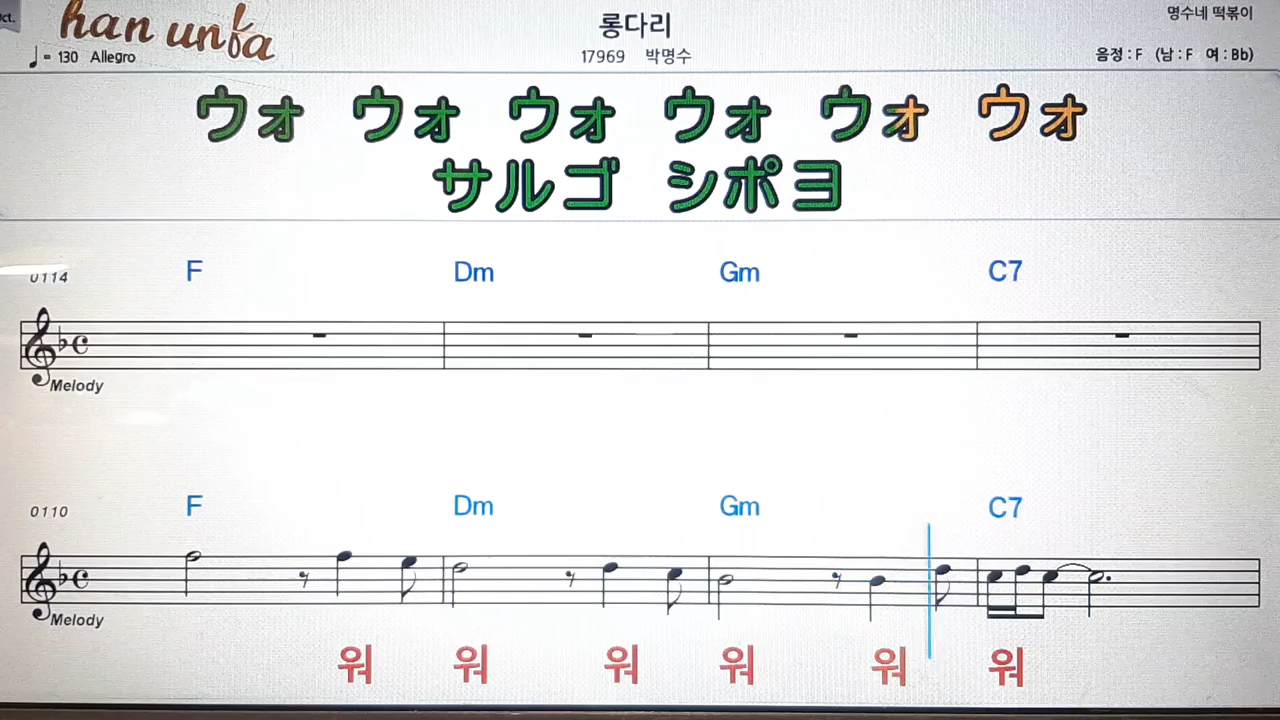 ct.
han unfa
♩= 130 Allegro
롱다리
17969 박명수
명수네 떡볶이
음정 : F (남 : F 여 : Bb)
ウォ ウォ ウォ ウォ ウォ ウォ
サルゴ シポヨ
0114
F Dm Gm C7
Melody
0110
F Dm Gm C7
Melody
워 워 워 워 워 워